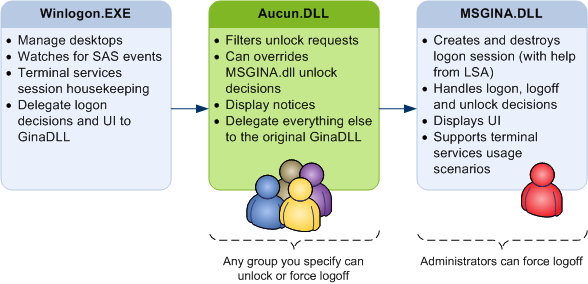 Winlogon.EXE
• Manage desktops
• Watches for SAS events
• Terminal services
session housekeeping
• Delegate logon
decisions and UI to
GinaDLL
Aucun.DLL
• Filters unlock requests
• Can overrides
MSGINA.dll unlock
decisions
• Display notices
• Delegate everything else
to the original GinaDLL
MSGINA.DLL
• Creates and destroys
logon session (with help
from LSA)
• Handles logon, logoff
and unlock decisions
• Displays UI
• Supports terminal
services usage
scenarios
Any group you specify can
unlock or force logoff
Administrators can force logoff